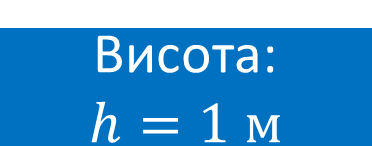 Висота:
h = 1 м